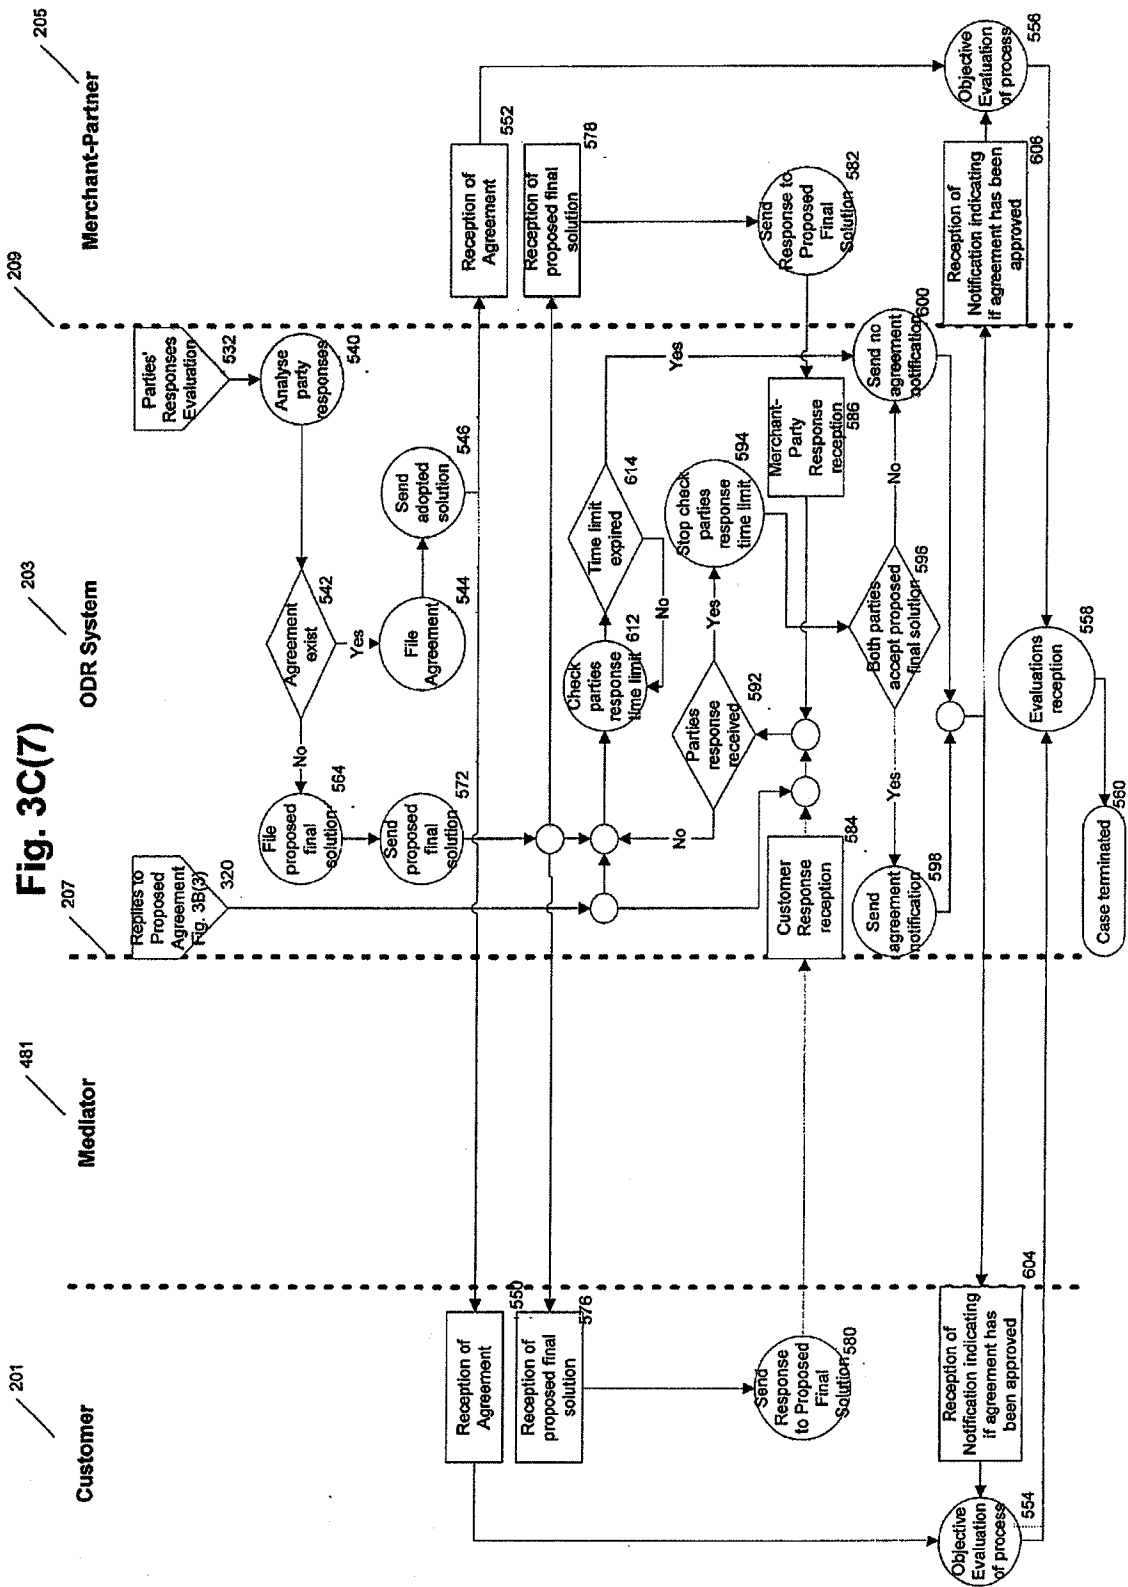 Fig. 3C(7)
Customer
201
Mediator
481
207
ODR System
203
209
Merchant-Partner
205
Replies to
Proposed
Agreement
Fig. 3B(3)
320
Parties'
Responses
Evaluation
532
Analyse
party
responses
540
Agreement
exist
542
No
Yes
File
proposed
final
solution
564
File
Agreement
544
Send
adopted
solution
546
Send
proposed
final
solution
572
Reception of
Agreement
550
Reception of
Agreement
552
Reception of
proposed final
solution
576
Reception of
proposed final
solution
578
Check
parties
response
time limit
612
Time limit
expired
614
No
Yes
Parties
response
received
592
No
Yes
Stop check
parties
response
time limit
594
Send
Response
to Proposed
Final
Solution
580
Customer
Response
reception
584
Merchant-
Party
Response
reception
586
Send
Response to
Proposed
Final
Solution
582
Both parties
accept proposed
final solution
596
Yes
No
Send
agreement
notification
598
Send no
agreement
notification
600
Reception of
Notification indicating
if agreement has
been approved
604
Reception of
Notification indicating
if agreement has been
approved
606
Objective
Evaluation
of process
554
Objective
Evaluation
of process
556
Evaluations
reception
558
Case terminated
560